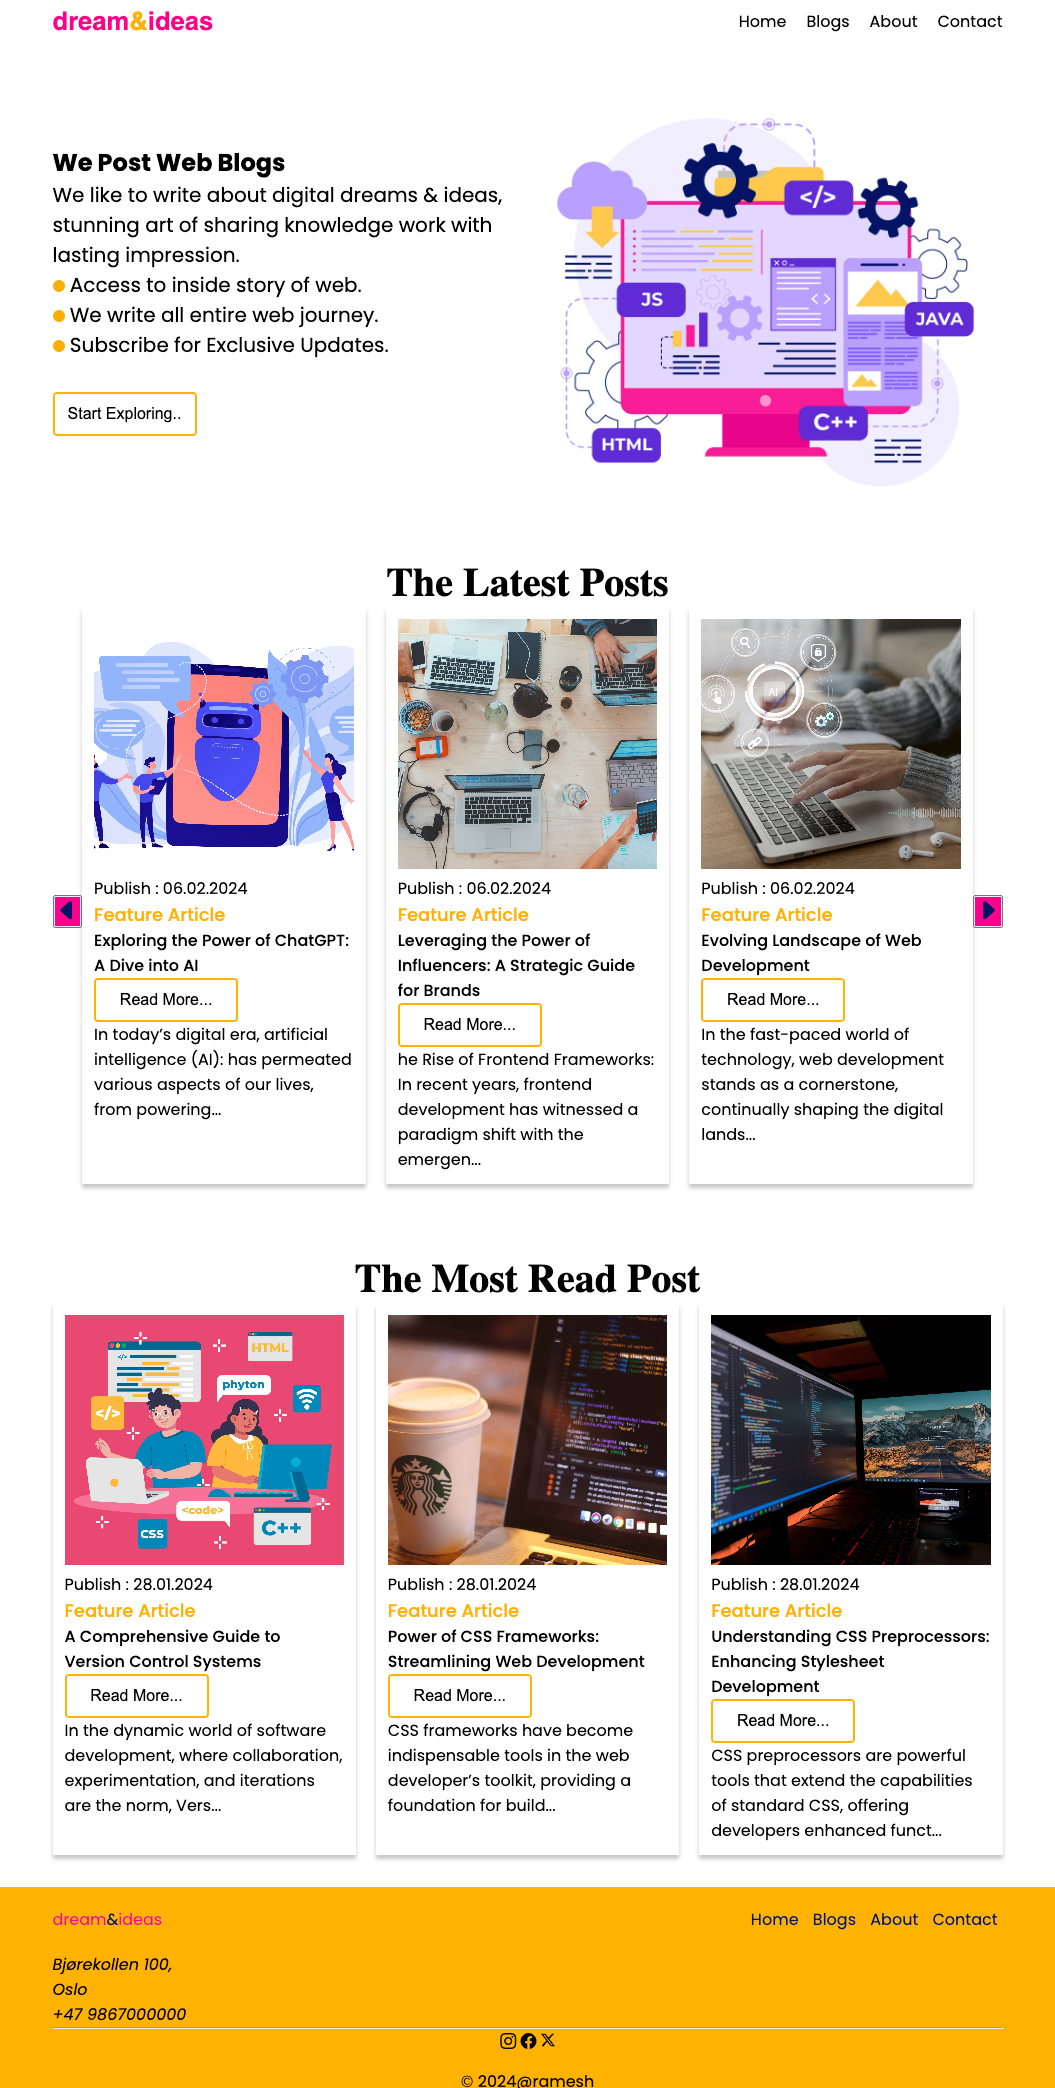 dream&ideas
Home Blogs About Contact
We Post Web Blogs
We like to write about digital dreams & ideas,
stunning art of sharing knowledge work with
lasting impression.
Access to inside story of web.
We write all entire web journey.
Subscribe for Exclusive Updates.
Start Exploring..
</>
JS
JAVA
C++
HTML
The Latest Posts
AI
Publish : 06.02.2024
Feature Article
Exploring the Power of ChatGPT:
A Dive into AI
Read More...
In today’s digital era, artificial
intelligence (AI): has permeated
various aspects of our lives,
from powering...
Publish : 06.02.2024
Feature Article
Leveraging the Power of
Influencers: A Strategic Guide
for Brands
Read More...
he Rise of Frontend Frameworks:
In recent years, frontend
development has witnessed a
paradigm shift with the
emergen...
Publish : 06.02.2024
Feature Article
Evolving Landscape of Web
Development
Read More...
In the fast-paced world of
technology, web development
stands as a cornerstone,
continually shaping the digital
lands...
The Most Read Post
HTML
phyton
</>
<code>
CSS
C++
Publish : 28.01.2024
Feature Article
A Comprehensive Guide to
Version Control Systems
Read More...
In the dynamic world of software
development, where collaboration,
experimentation, and iterations
are the norm, Vers...
Publish : 28.01.2024
Feature Article
Power of CSS Frameworks:
Streamlining Web Development
Read More...
CSS frameworks have become
indispensable tools in the web
developer’s toolkit, providing a
foundation for build...
Publish : 28.01.2024
Feature Article
Understanding CSS Preprocessors:
Enhancing Stylesheet
Development
Read More...
CSS preprocessors are powerful
tools that extend the capabilities
of standard CSS, offering
developers enhanced funct...
dream&ideas
Home Blogs About Contact
Bjørekollen 100,
Oslo
+47 9867000000
© 2024@ramesh